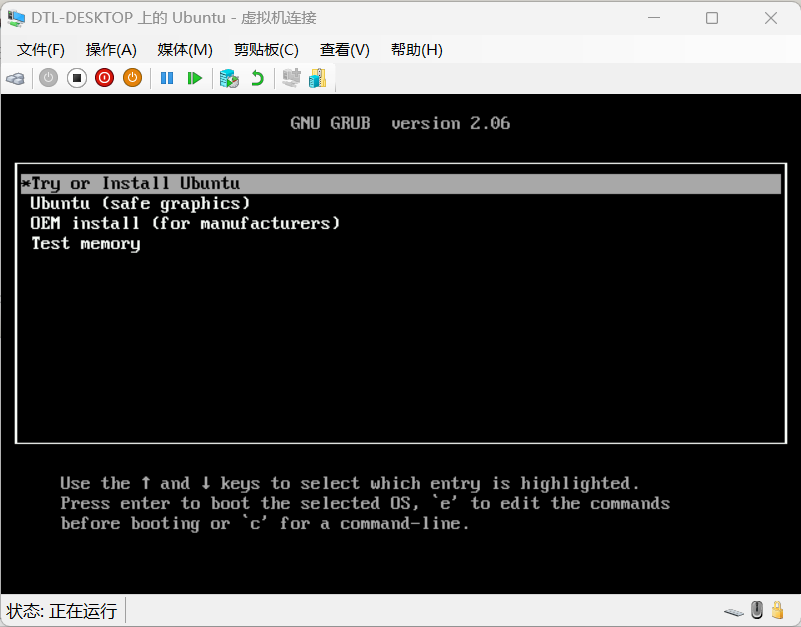 DTL-DESKTOP 上的 Ubuntu - 虚拟机连接
文件(F) 操作(A) 媒体(M) 剪贴板(C) 查看(V) 帮助(H)
GNU GRUB version 2.06
*Try or Install Ubuntu
Ubuntu (safe graphics)
OEM install (for manufacturers)
Test memory
Use the ↑ and ↓ keys to select which entry is highlighted.
Press enter to boot the selected OS, `e' to edit the commands
before booting or `c' for a command-line.
状态: 正在运行